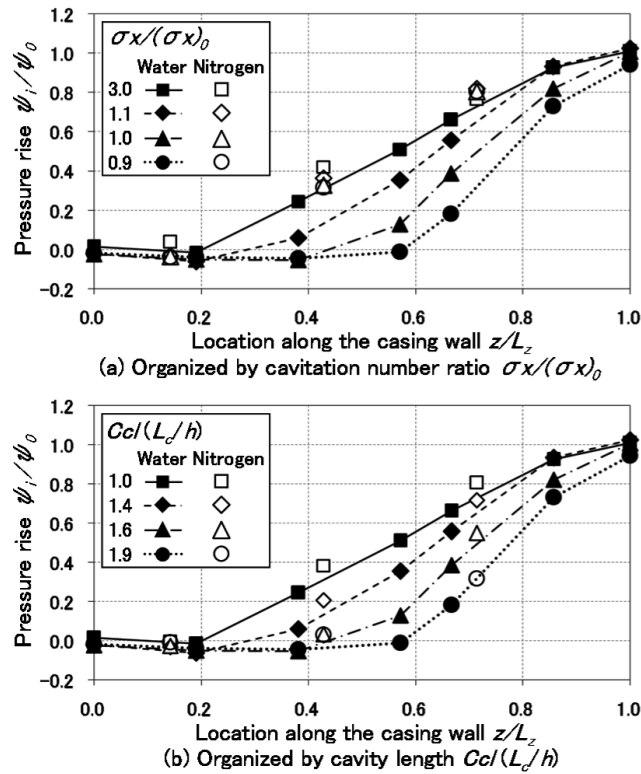 σx/(σx)0
Water Nitrogen
3.0
1.1
1.0
0.9
Pressure rise ψi/ψ0
1.2
1.0
0.8
0.6
0.4
0.2
0.0
−0.2
0.0 0.2 0.4 0.6 0.8 1.0
Location along the casing wall z/Lz
(a) Organized by cavitation number ratio σx/(σx)0
Cc/(Lc/h)
Water Nitrogen
1.0
1.4
1.6
1.9
Pressure rise ψi/ψ0
1.2
1.0
0.8
0.6
0.4
0.2
0.0
−0.2
0.0 0.2 0.4 0.6 0.8 1.0
Location along the casing wall z/Lz
(b) Organized by cavity length Cc/(Lc/h)